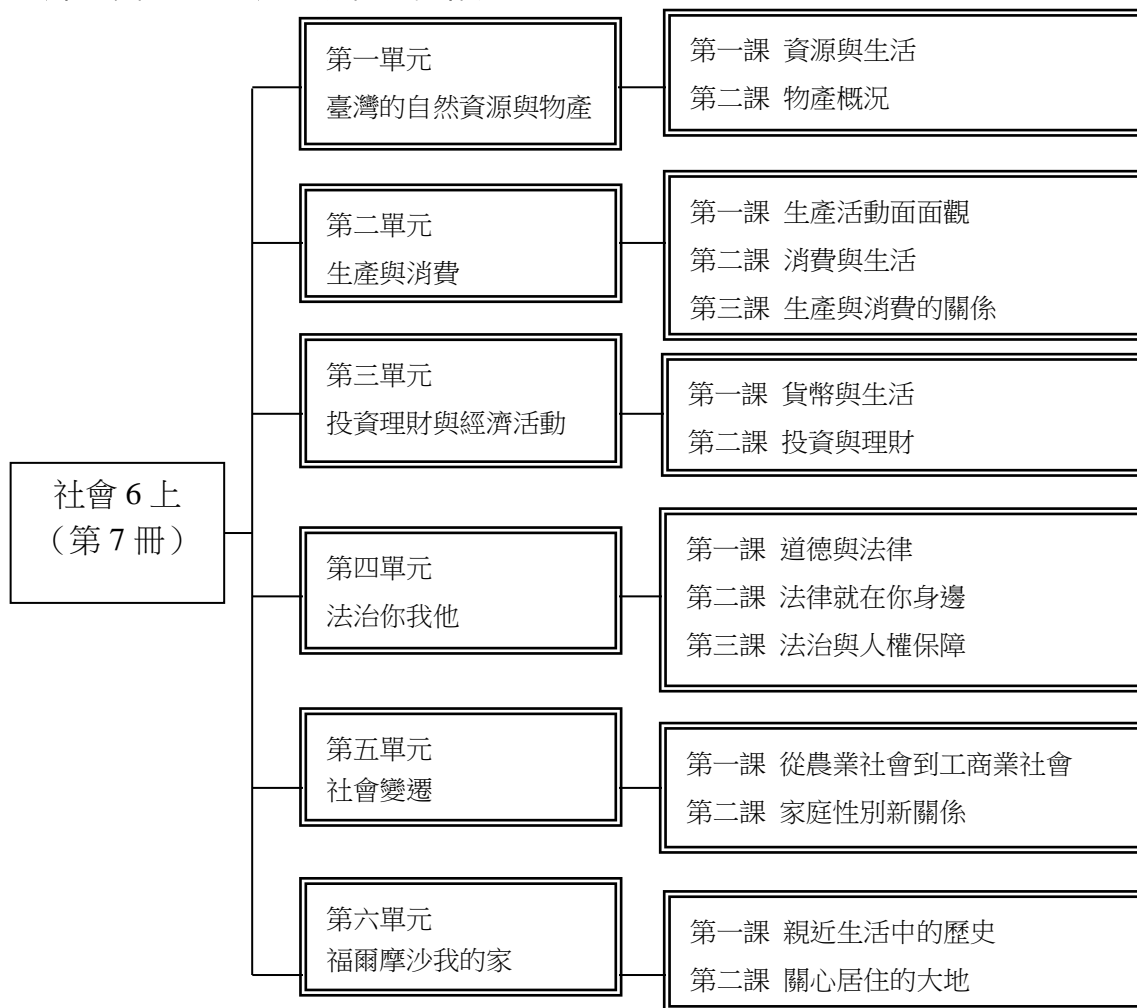 社會 6 上
（第 7 冊）
第一單元
臺灣的自然資源與物產
第一課 資源與生活
第二課 物產概況
第二單元
生產與消費
第一課 生產活動面面觀
第二課 消費與生活
第三課 生產與消費的關係
第三單元
投資理財與經濟活動
第一課 貨幣與生活
第二課 投資與理財
第四單元
法治你我他
第一課 道德與法律
第二課 法律就在你身邊
第三課 法治與人權保障
第五單元
社會變遷
第一課 從農業社會到工商業社會
第二課 家庭性別新關係
第六單元
福爾摩沙我的家
第一課 親近生活中的歷史
第二課 關心居住的大地